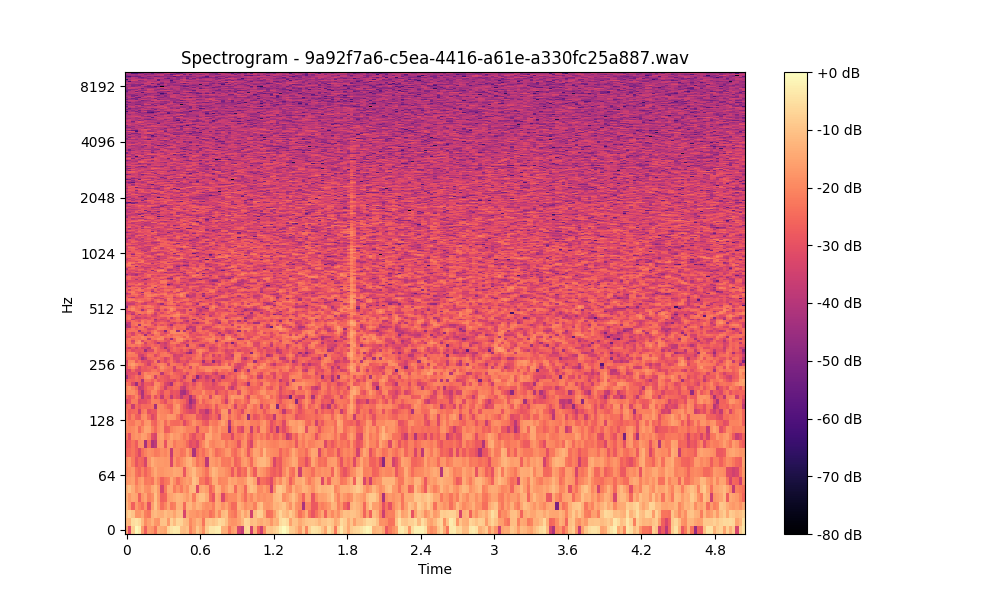 Spectrogram - 9a92f7a6-c5ea-4416-a61e-a330fc25a887.wav
8192
4096
2048
1024
512
256
128
64
0
Hz
0 0.6 1.2 1.8 2.4 3 3.6 4.2 4.8
Time
+0 dB
-10 dB
-20 dB
-30 dB
-40 dB
-50 dB
-60 dB
-70 dB
-80 dB